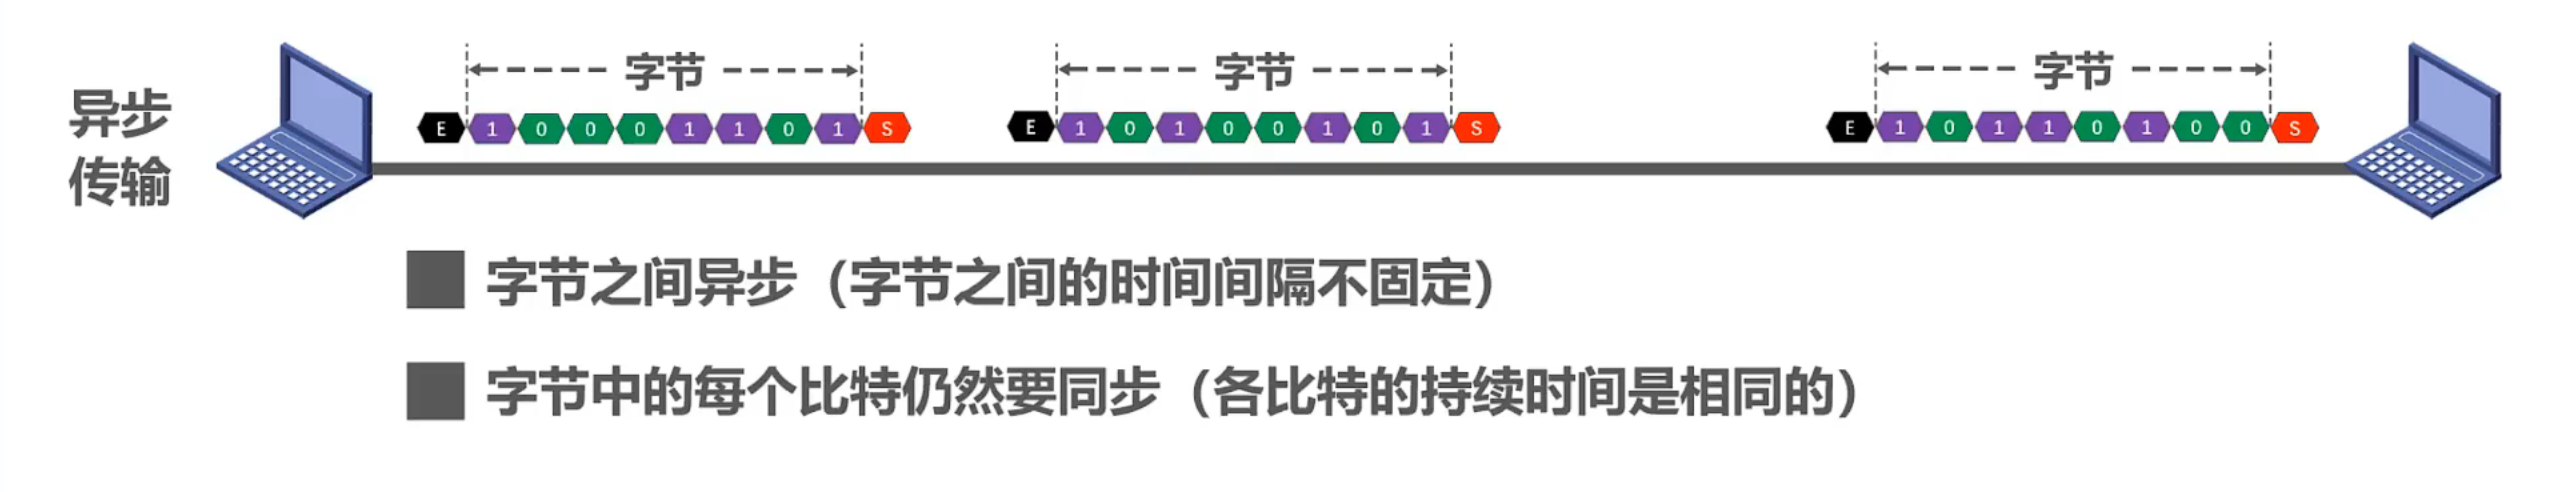 异步
传输
字节 字节 字节
E 1 0 0 0 1 1 0 1 S E 1 0 1 0 0 1 0 1 S E 1 0 1 1 0 1 0 0 S
字节之间异步（字节之间的时间间隔不固定）
字节中的每个比特仍然要同步（各比特的持续时间是相同的）